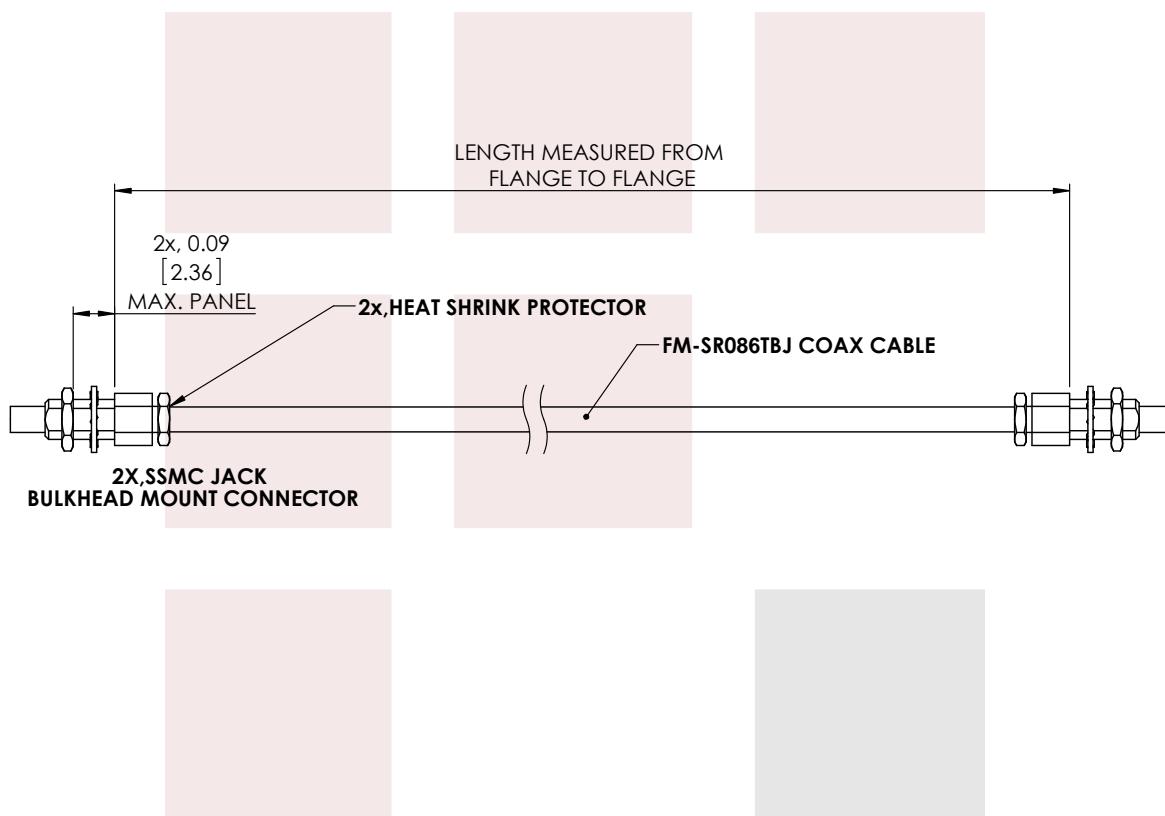 LENGTH MEASURED FROM
FLANGE TO FLANGE
2x, 0.09
[2.36]
MAX. PANEL
2x,HEAT SHRINK PROTECTOR
FM-SR086TBJ COAX CABLE
2X,SSMC JACK
BULKHEAD MOUNT CONNECTOR